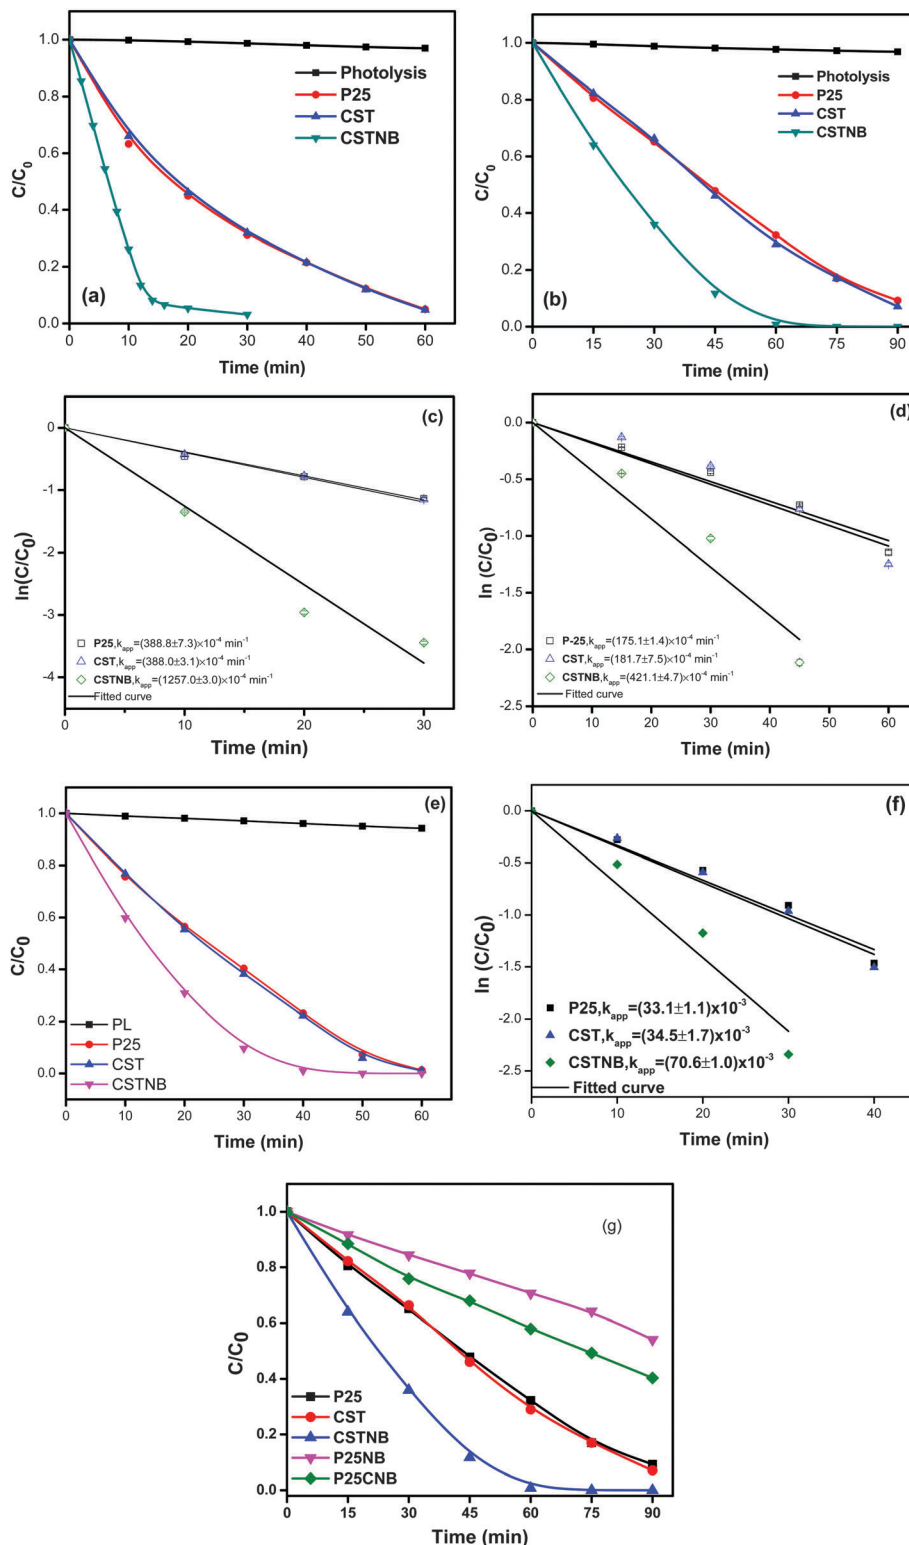 1.0
0.8
0.6
0.4
0.2
0.0
C/C₀
Photolysis
P25
CST
CSTNB
(a)
0 10 20 30 40 50 60
Time (min)
1.0
0.8
0.6
0.4
0.2
0.0
C/C₀
Photolysis
P25
CST
CSTNB
(b)
0 15 30 45 60 75 90
Time (min)
(c)
0
-1
-2
-3
-4
ln(C/C₀)
P25,kapp=(388.8±7.3)×10⁻⁴ min⁻¹
CST,kapp=(388.0±3.1)×10⁻⁴ min⁻¹
CSTNB,kapp=(1257.0±3.0)×10⁻⁴ min⁻¹
Fitted curve
0 10 20 30
Time (min)
(d)
0.0
-0.5
-1.0
-1.5
-2.0
-2.5
ln (C/C₀)
P-25,kapp=(175.1±1.4)×10⁻⁴ min⁻¹
CST,kapp=(181.7±7.5)×10⁻⁴ min⁻¹
CSTNB,kapp=(421.1±4.7)×10⁻⁴ min⁻¹
Fitted curve
0 10 20 30 40 50 60
Time (min)
(e)
1.0
0.8
0.6
0.4
0.2
0.0
C/C₀
PL
P25
CST
CSTNB
0 10 20 30 40 50 60
Time (min)
(f)
0.0
-0.5
-1.0
-1.5
-2.0
-2.5
ln (C/C₀)
P25,kapp=(33.1±1.1)x10⁻³
CST,kapp=(34.5±1.7)x10⁻³
CSTNB,kapp=(70.6±1.0)x10⁻³
Fitted curve
0 10 20 30 40
Time (min)
(g)
1.0
0.8
0.6
0.4
0.2
0.0
C/C₀
P25
CST
CSTNB
P25NB
P25CNB
0 15 30 45 60 75 90
Time (min)